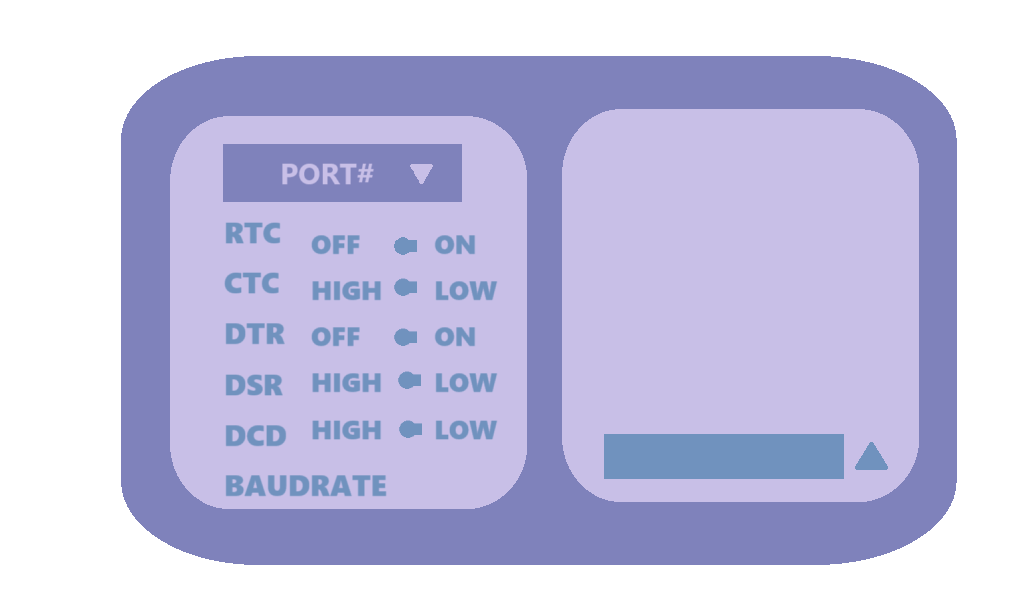 PORT#
RTC OFF ON
CTC HIGH LOW
DTR OFF ON
DSR HIGH LOW
DCD HIGH LOW
BAUDRATE